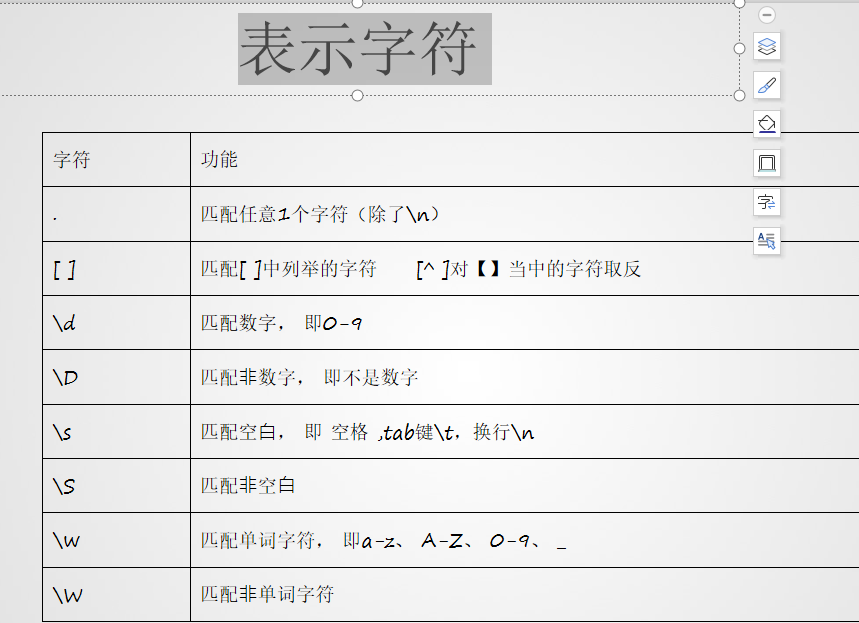 表示字符
字符 功能
. 匹配任意1个字符（除了\n）
[ ] 匹配[ ]中列举的字符 [^ ]对【】当中的字符取反
\d 匹配数字， 即0-9
\D 匹配非数字， 即不是数字
\s 匹配空白， 即 空格 ,tab键\t，换行\n
\S 匹配非空白
\w 匹配单词字符， 即a-z、 A-Z、 0-9、 _
\W 匹配非单词字符